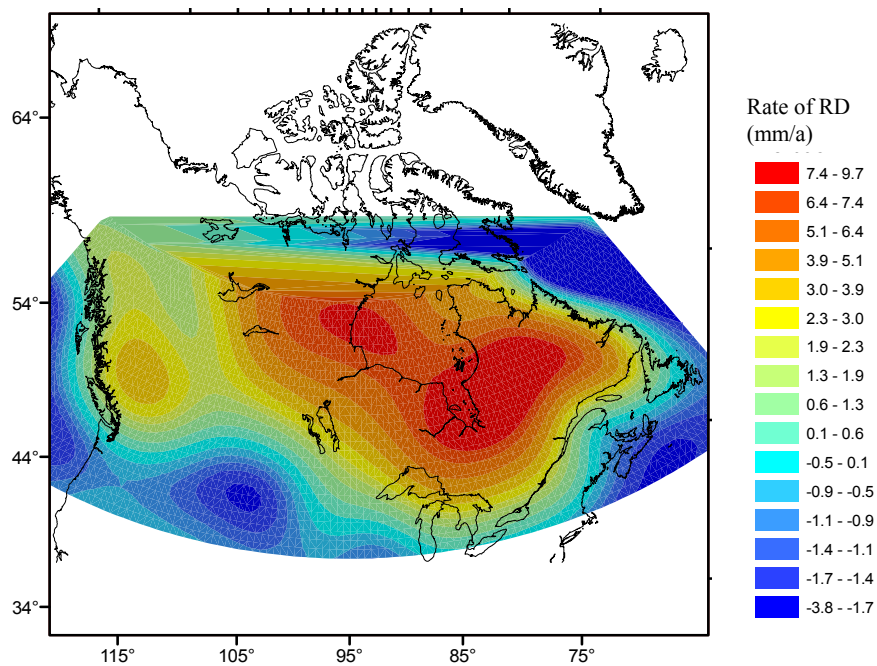 64°
54°
44°
34°
115°
105°
95°
85°
75°
Rate of RD
(mm/a)
7.4 - 9.7
6.4 - 7.4
5.1 - 6.4
3.9 - 5.1
3.0 - 3.9
2.3 - 3.0
1.9 - 2.3
1.3 - 1.9
0.6 - 1.3
0.1 - 0.6
-0.5 - 0.1
-0.9 - -0.5
-1.1 - -0.9
-1.4 - -1.1
-1.7 - -1.4
-3.8 - -1.7